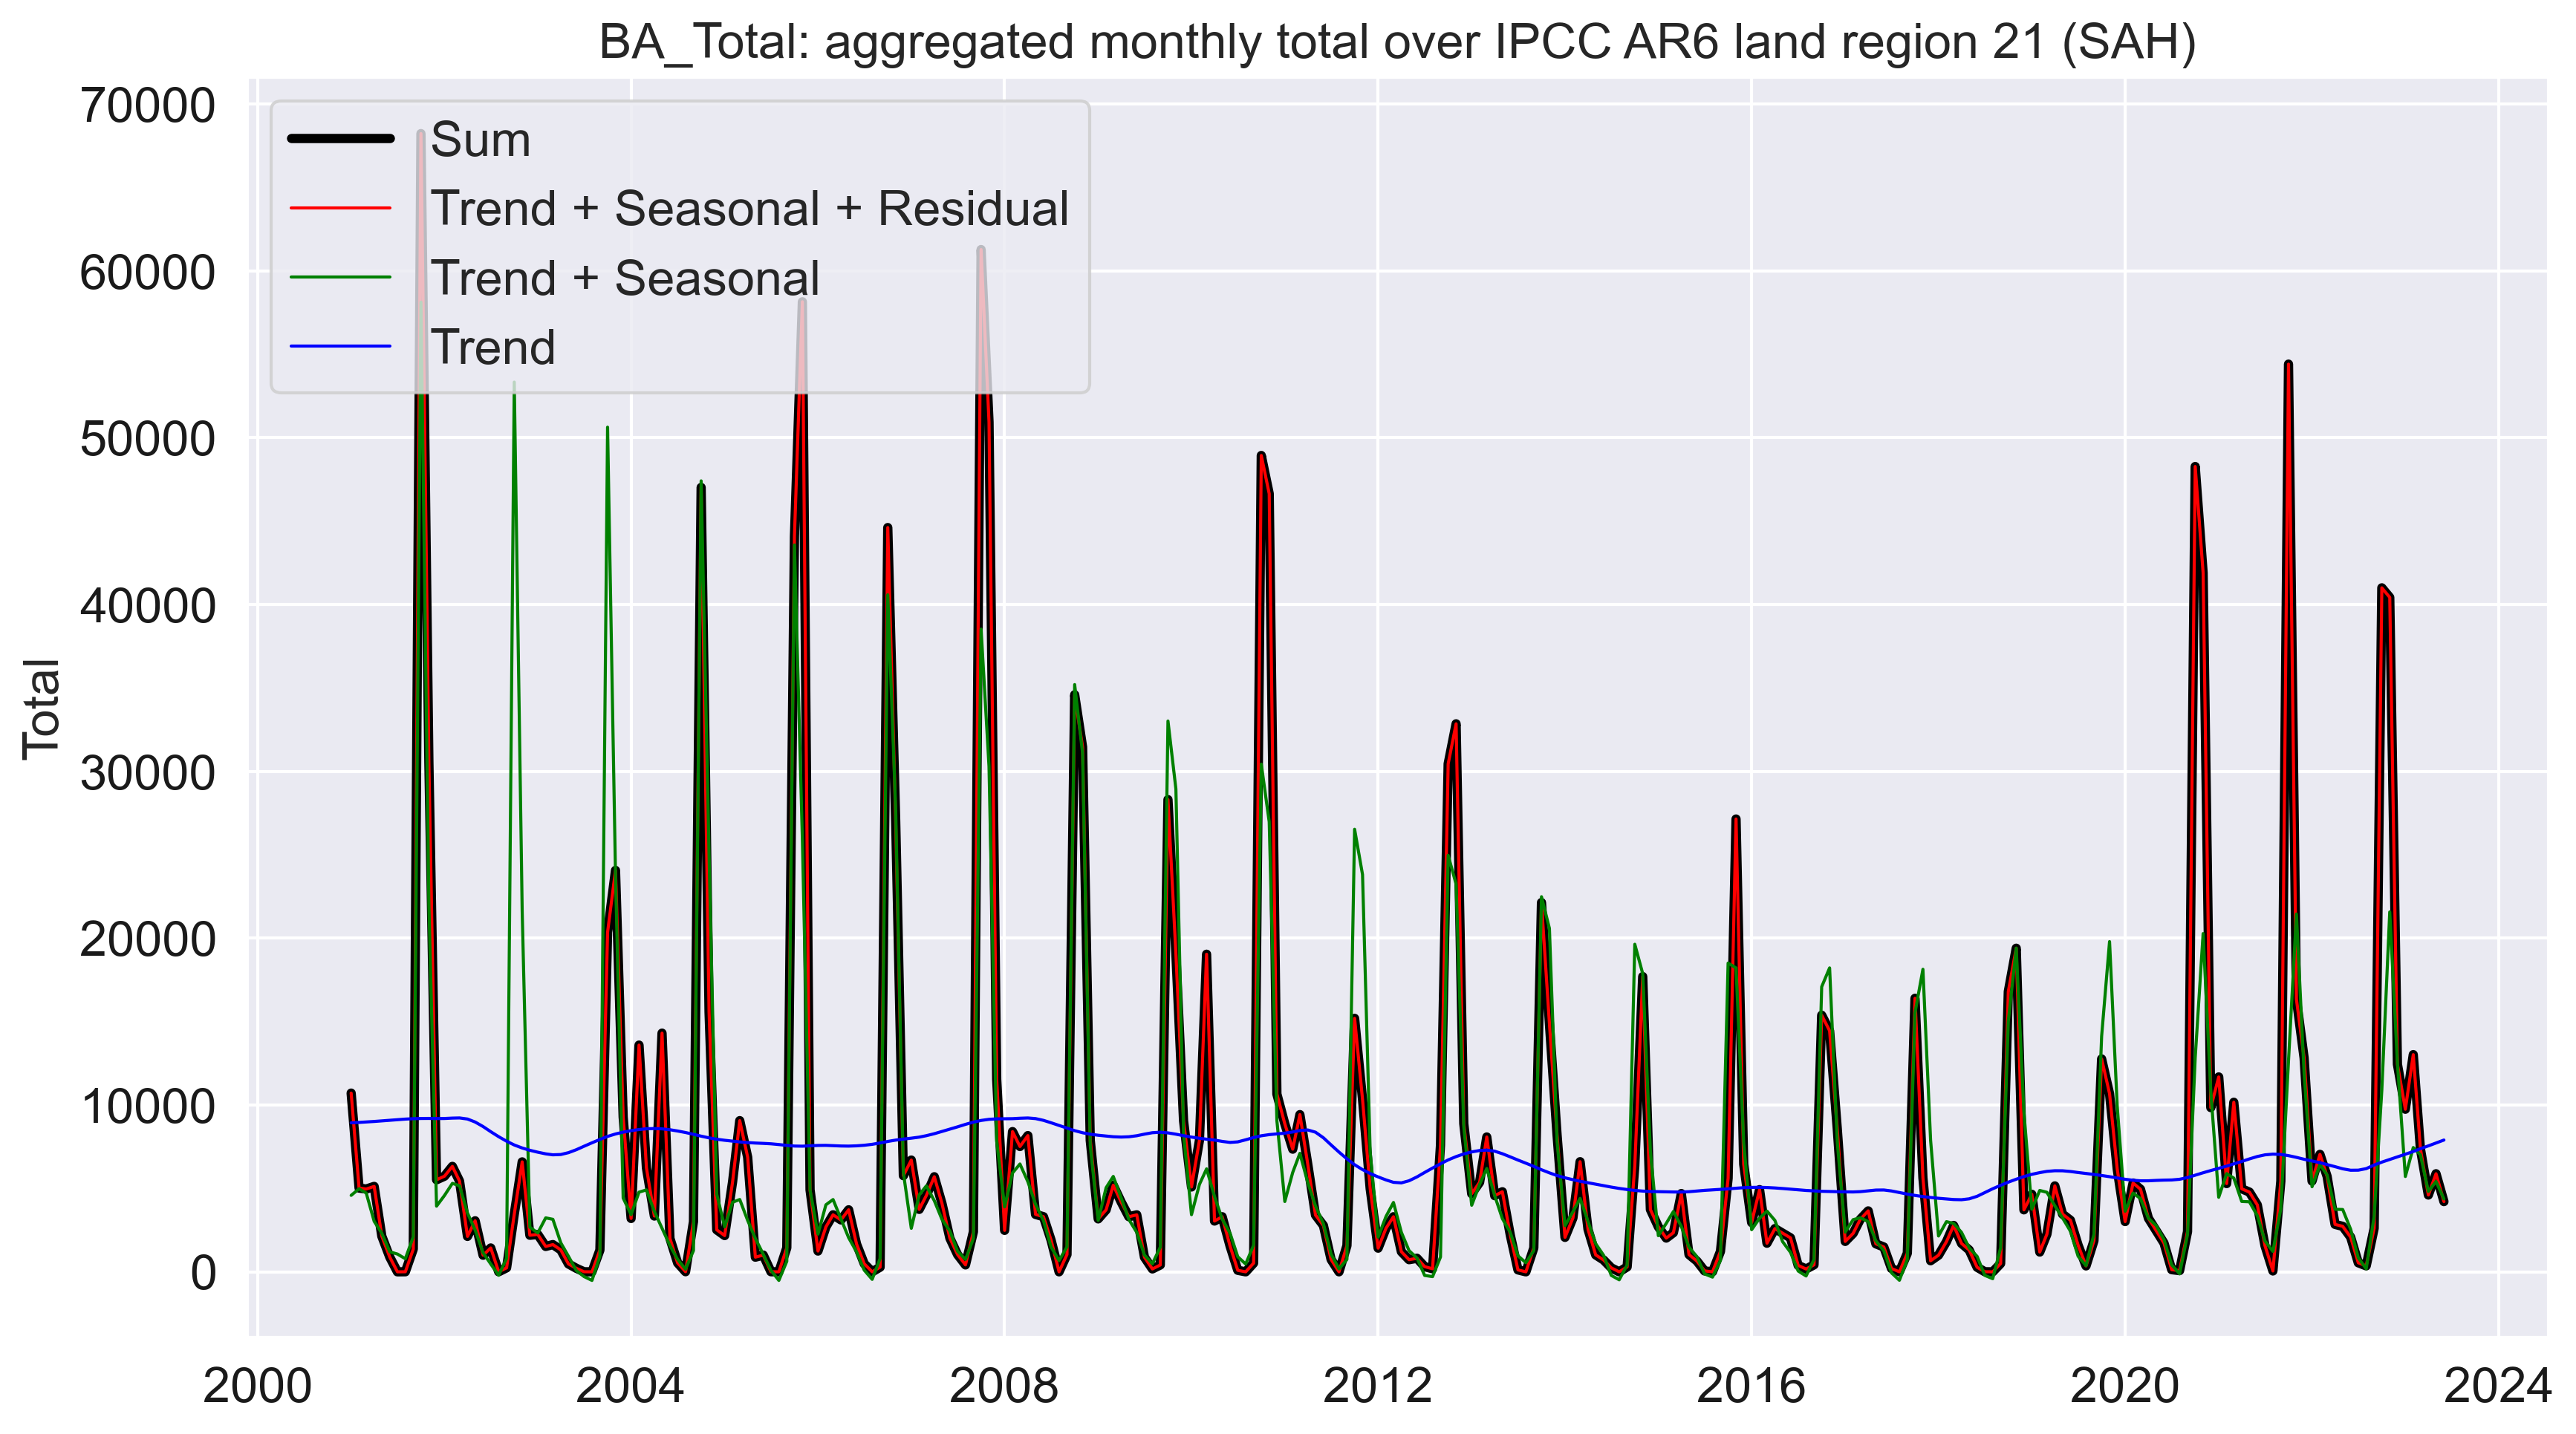 BA_Total: aggregated monthly total over IPCC AR6 land region 21 (SAH)
70000
60000
50000
40000
30000
20000
10000
0
Total
Sum
Trend + Seasonal + Residual
Trend + Seasonal
Trend
2000 2004 2008 2012 2016 2020 2024